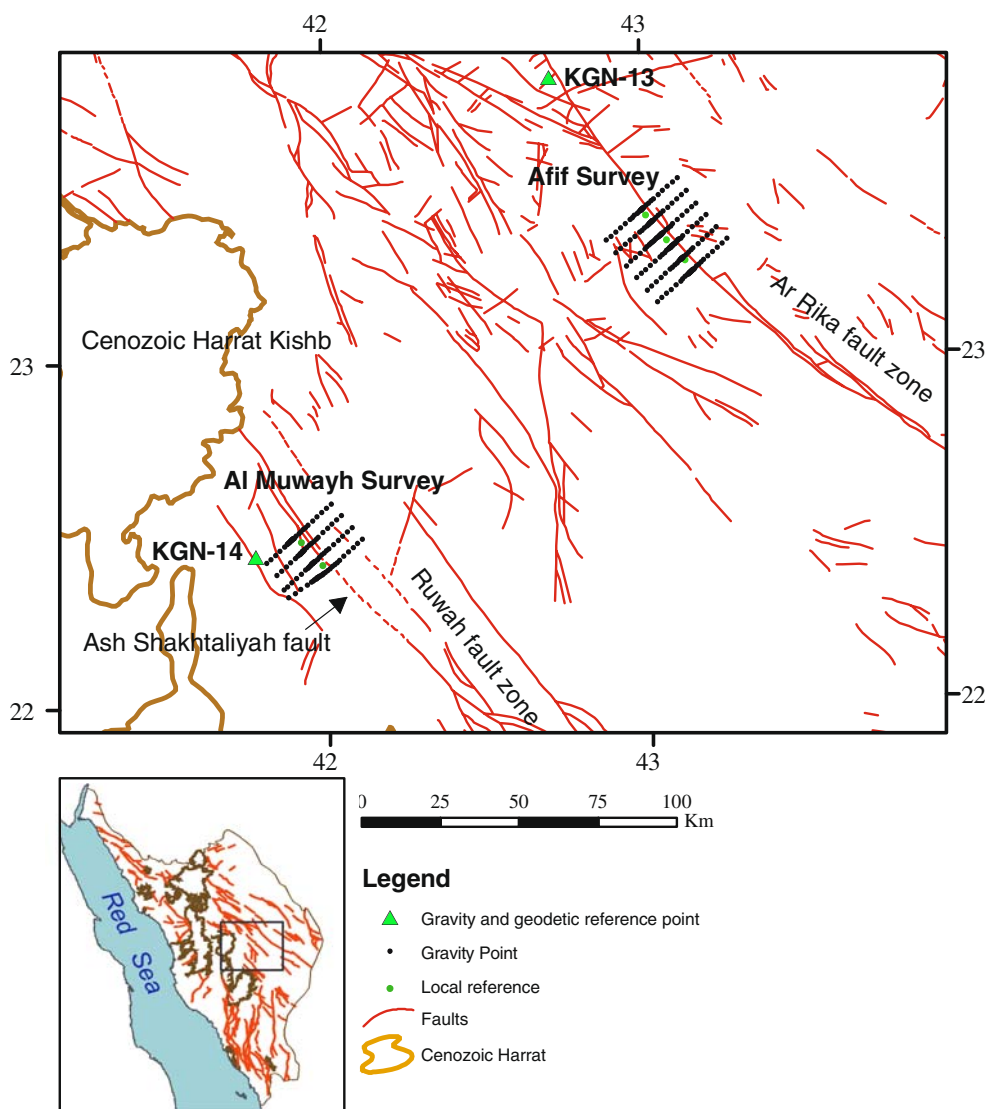 42 43
KGN-13
Afif Survey
Ar Rika fault zone
Cenozoic Harrat Kishb
23 23
Al Muwayh Survey
KGN-14
Ruwah fault zone
Ash Shakhtaliyah fault
22 22
42 43
0 25 50 75 100
Km
Red Sea
Legend
Gravity and geodetic reference point
Gravity Point
Local reference
Faults
Cenozoic Harrat